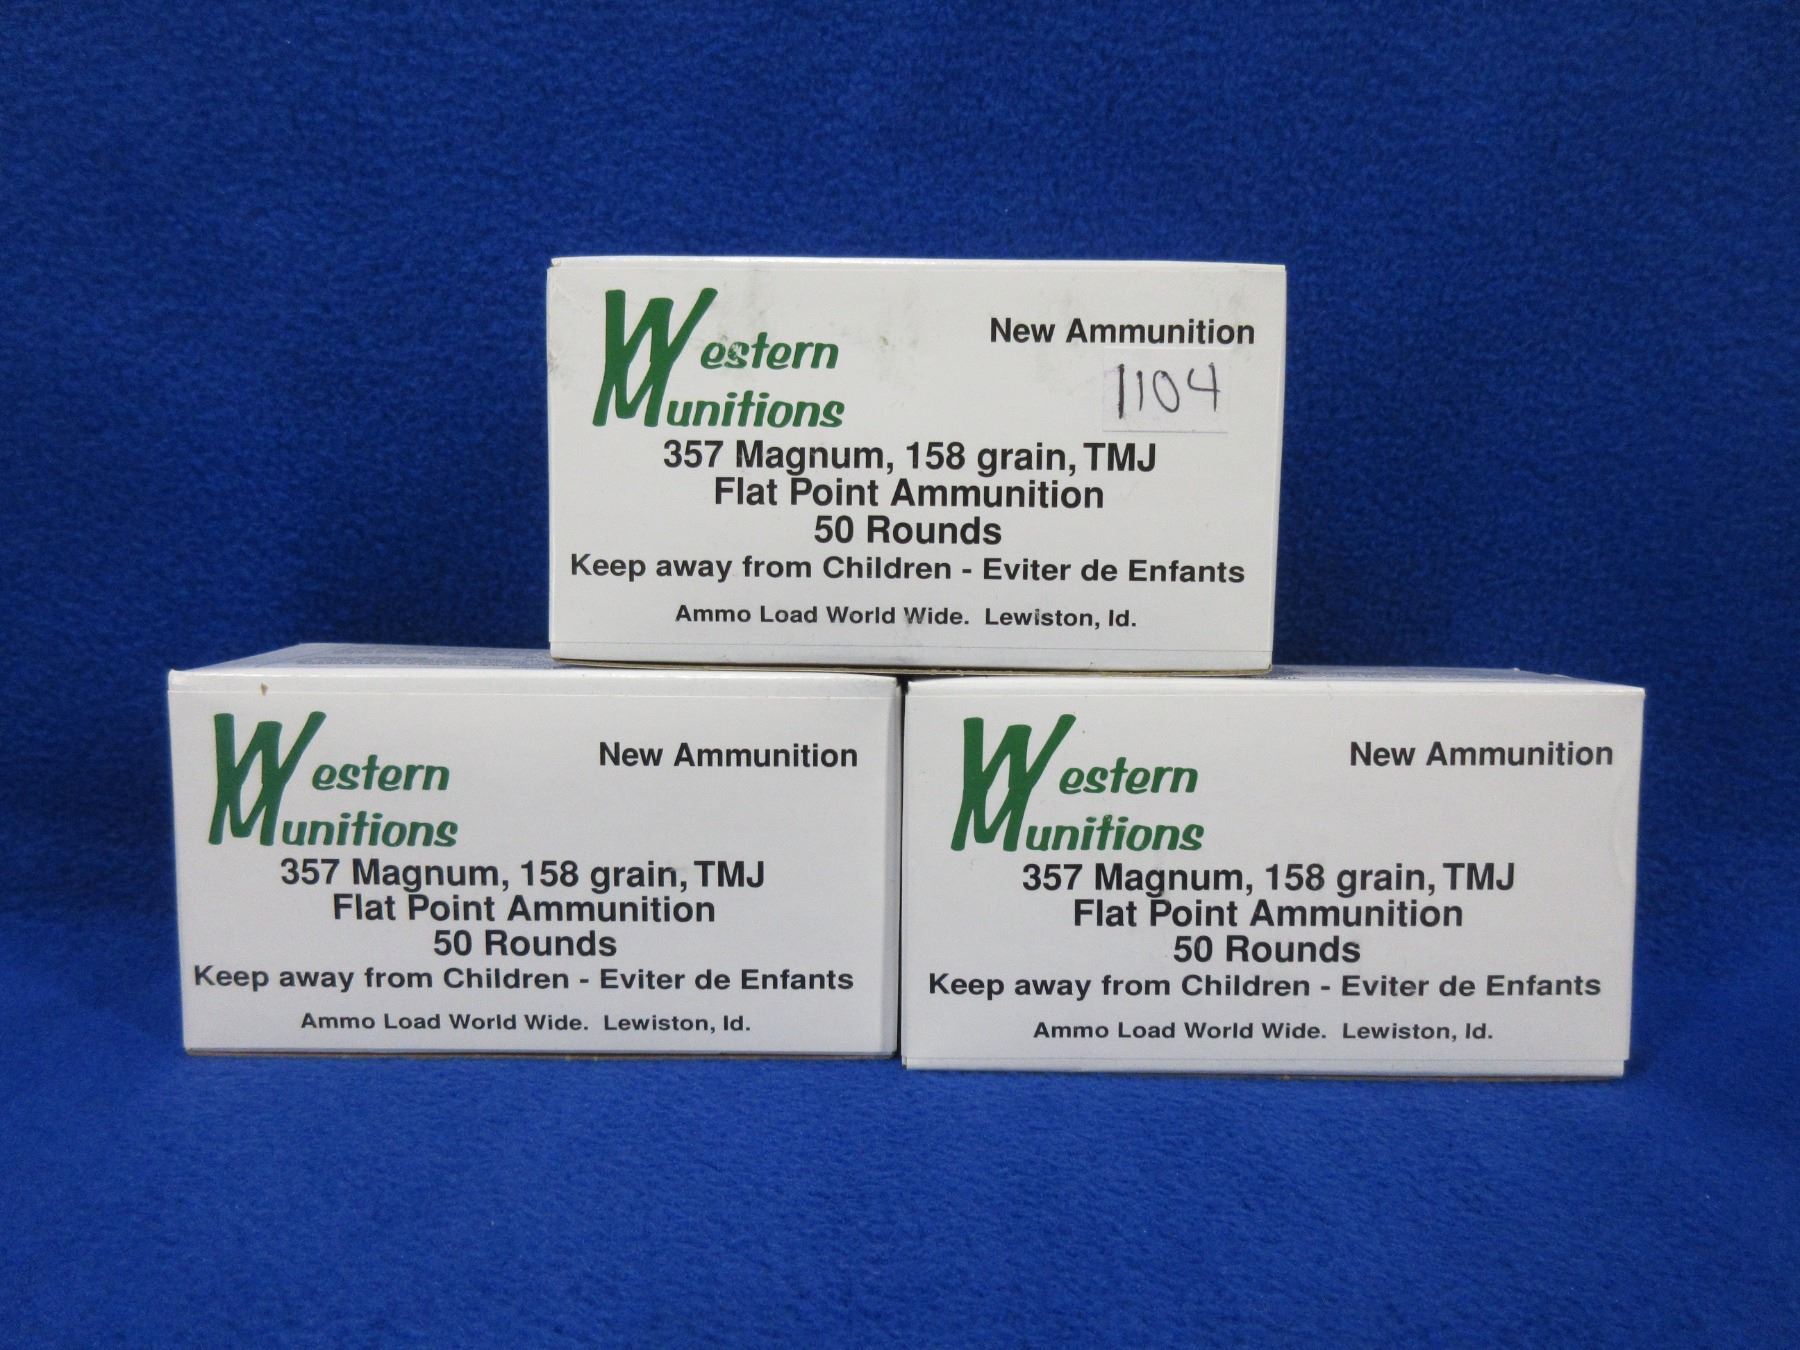 Western
Munitions
New Ammunition
1104
357 Magnum, 158 grain, TMJ
Flat Point Ammunition
50 Rounds
Keep away from Children - Eviter de Enfants
Ammo Load World Wide. Lewiston, Id.
Western
Munitions
New Ammunition
357 Magnum, 158 grain, TMJ
Flat Point Ammunition
50 Rounds
Keep away from Children - Eviter de Enfants
Ammo Load World Wide. Lewiston, Id.
Western
Munitions
New Ammunition
357 Magnum, 158 grain, TMJ
Flat Point Ammunition
50 Rounds
Keep away from Children - Eviter de Enfants
Ammo Load World Wide. Lewiston, Id.